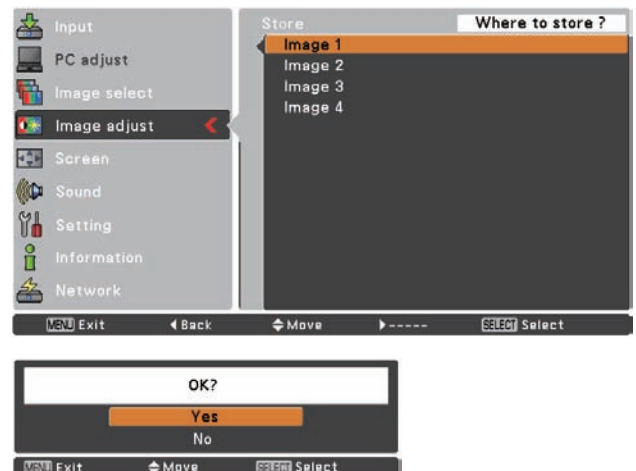 Input
PC adjust
Image select
Image adjust
Screen
Sound
Setting
Information
Network
Store
Where to store ?
Image 1
Image 2
Image 3
Image 4
MENU Exit ◀Back Move ▶----- SELECT Select
OK?
Yes
No
MENU Exit Move SELECT Select